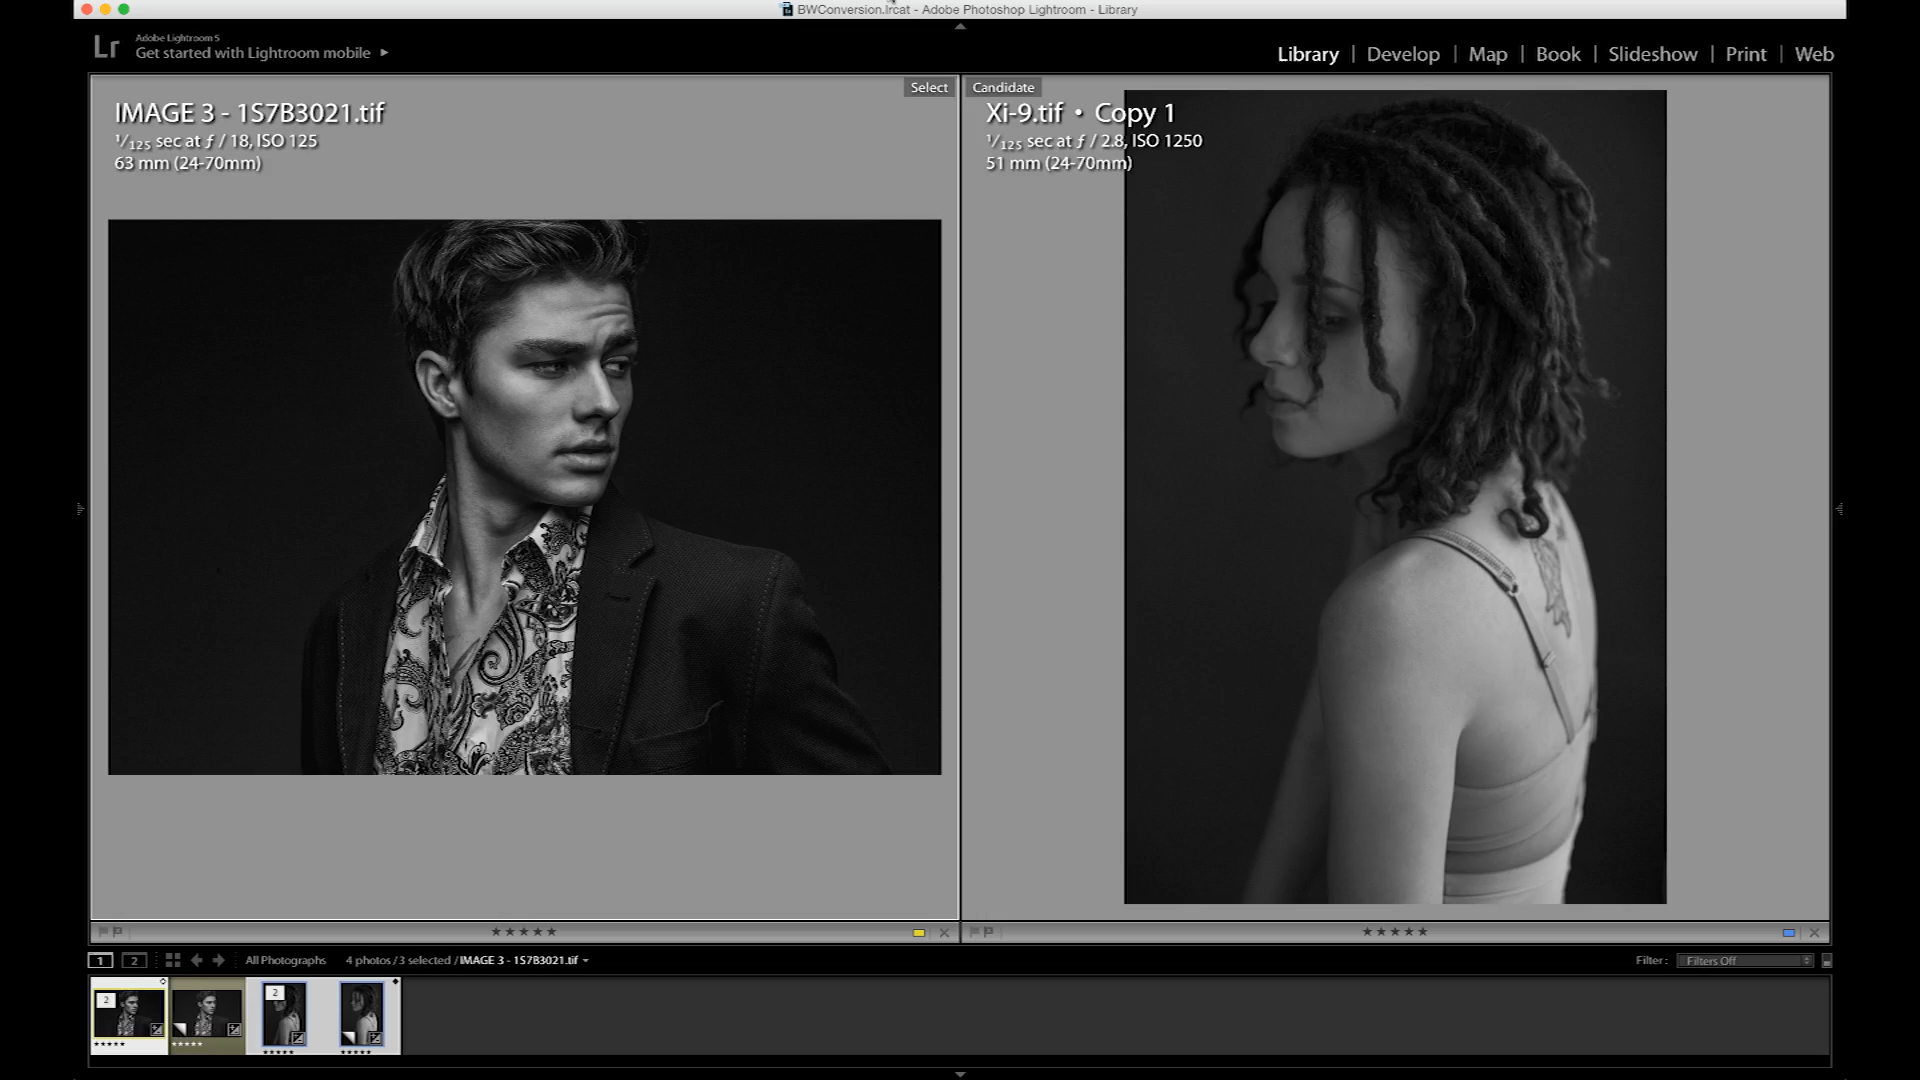 BWConversion.lrcat - Adobe Photoshop Lightroom - Library
Lr
Adobe Lightroom 5
Get started with Lightroom mobile
Library | Develop | Map | Book | Slideshow | Print | Web
Select
IMAGE 3 - 1S7B3021.tif
1/125 sec at ƒ / 18, ISO 125
63 mm (24-70mm)
Candidate
Xi-9.tif • Copy 1
1/125 sec at ƒ / 2.8, ISO 1250
51 mm (24-70mm)
1 2 All Photographs 4 photos / 3 selected / IMAGE 3 - 1S7B3021.tif
Filter : Filters Off
2
2